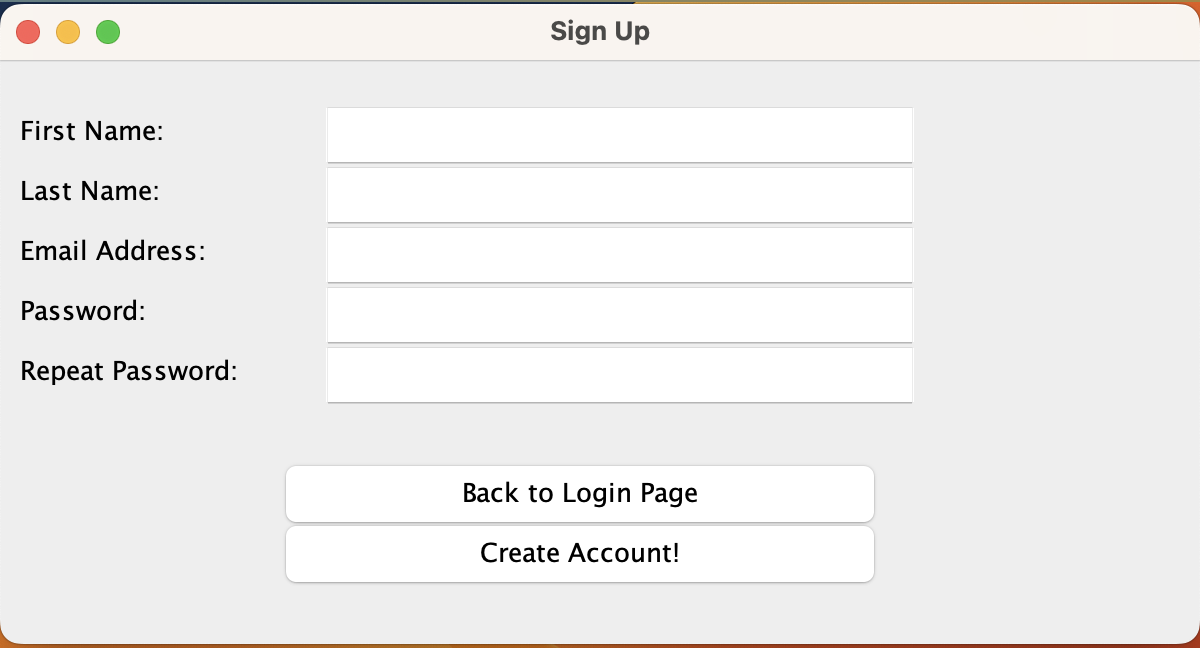 Sign Up
First Name:
Last Name:
Email Address:
Password:
Repeat Password:
Back to Login Page
Create Account!